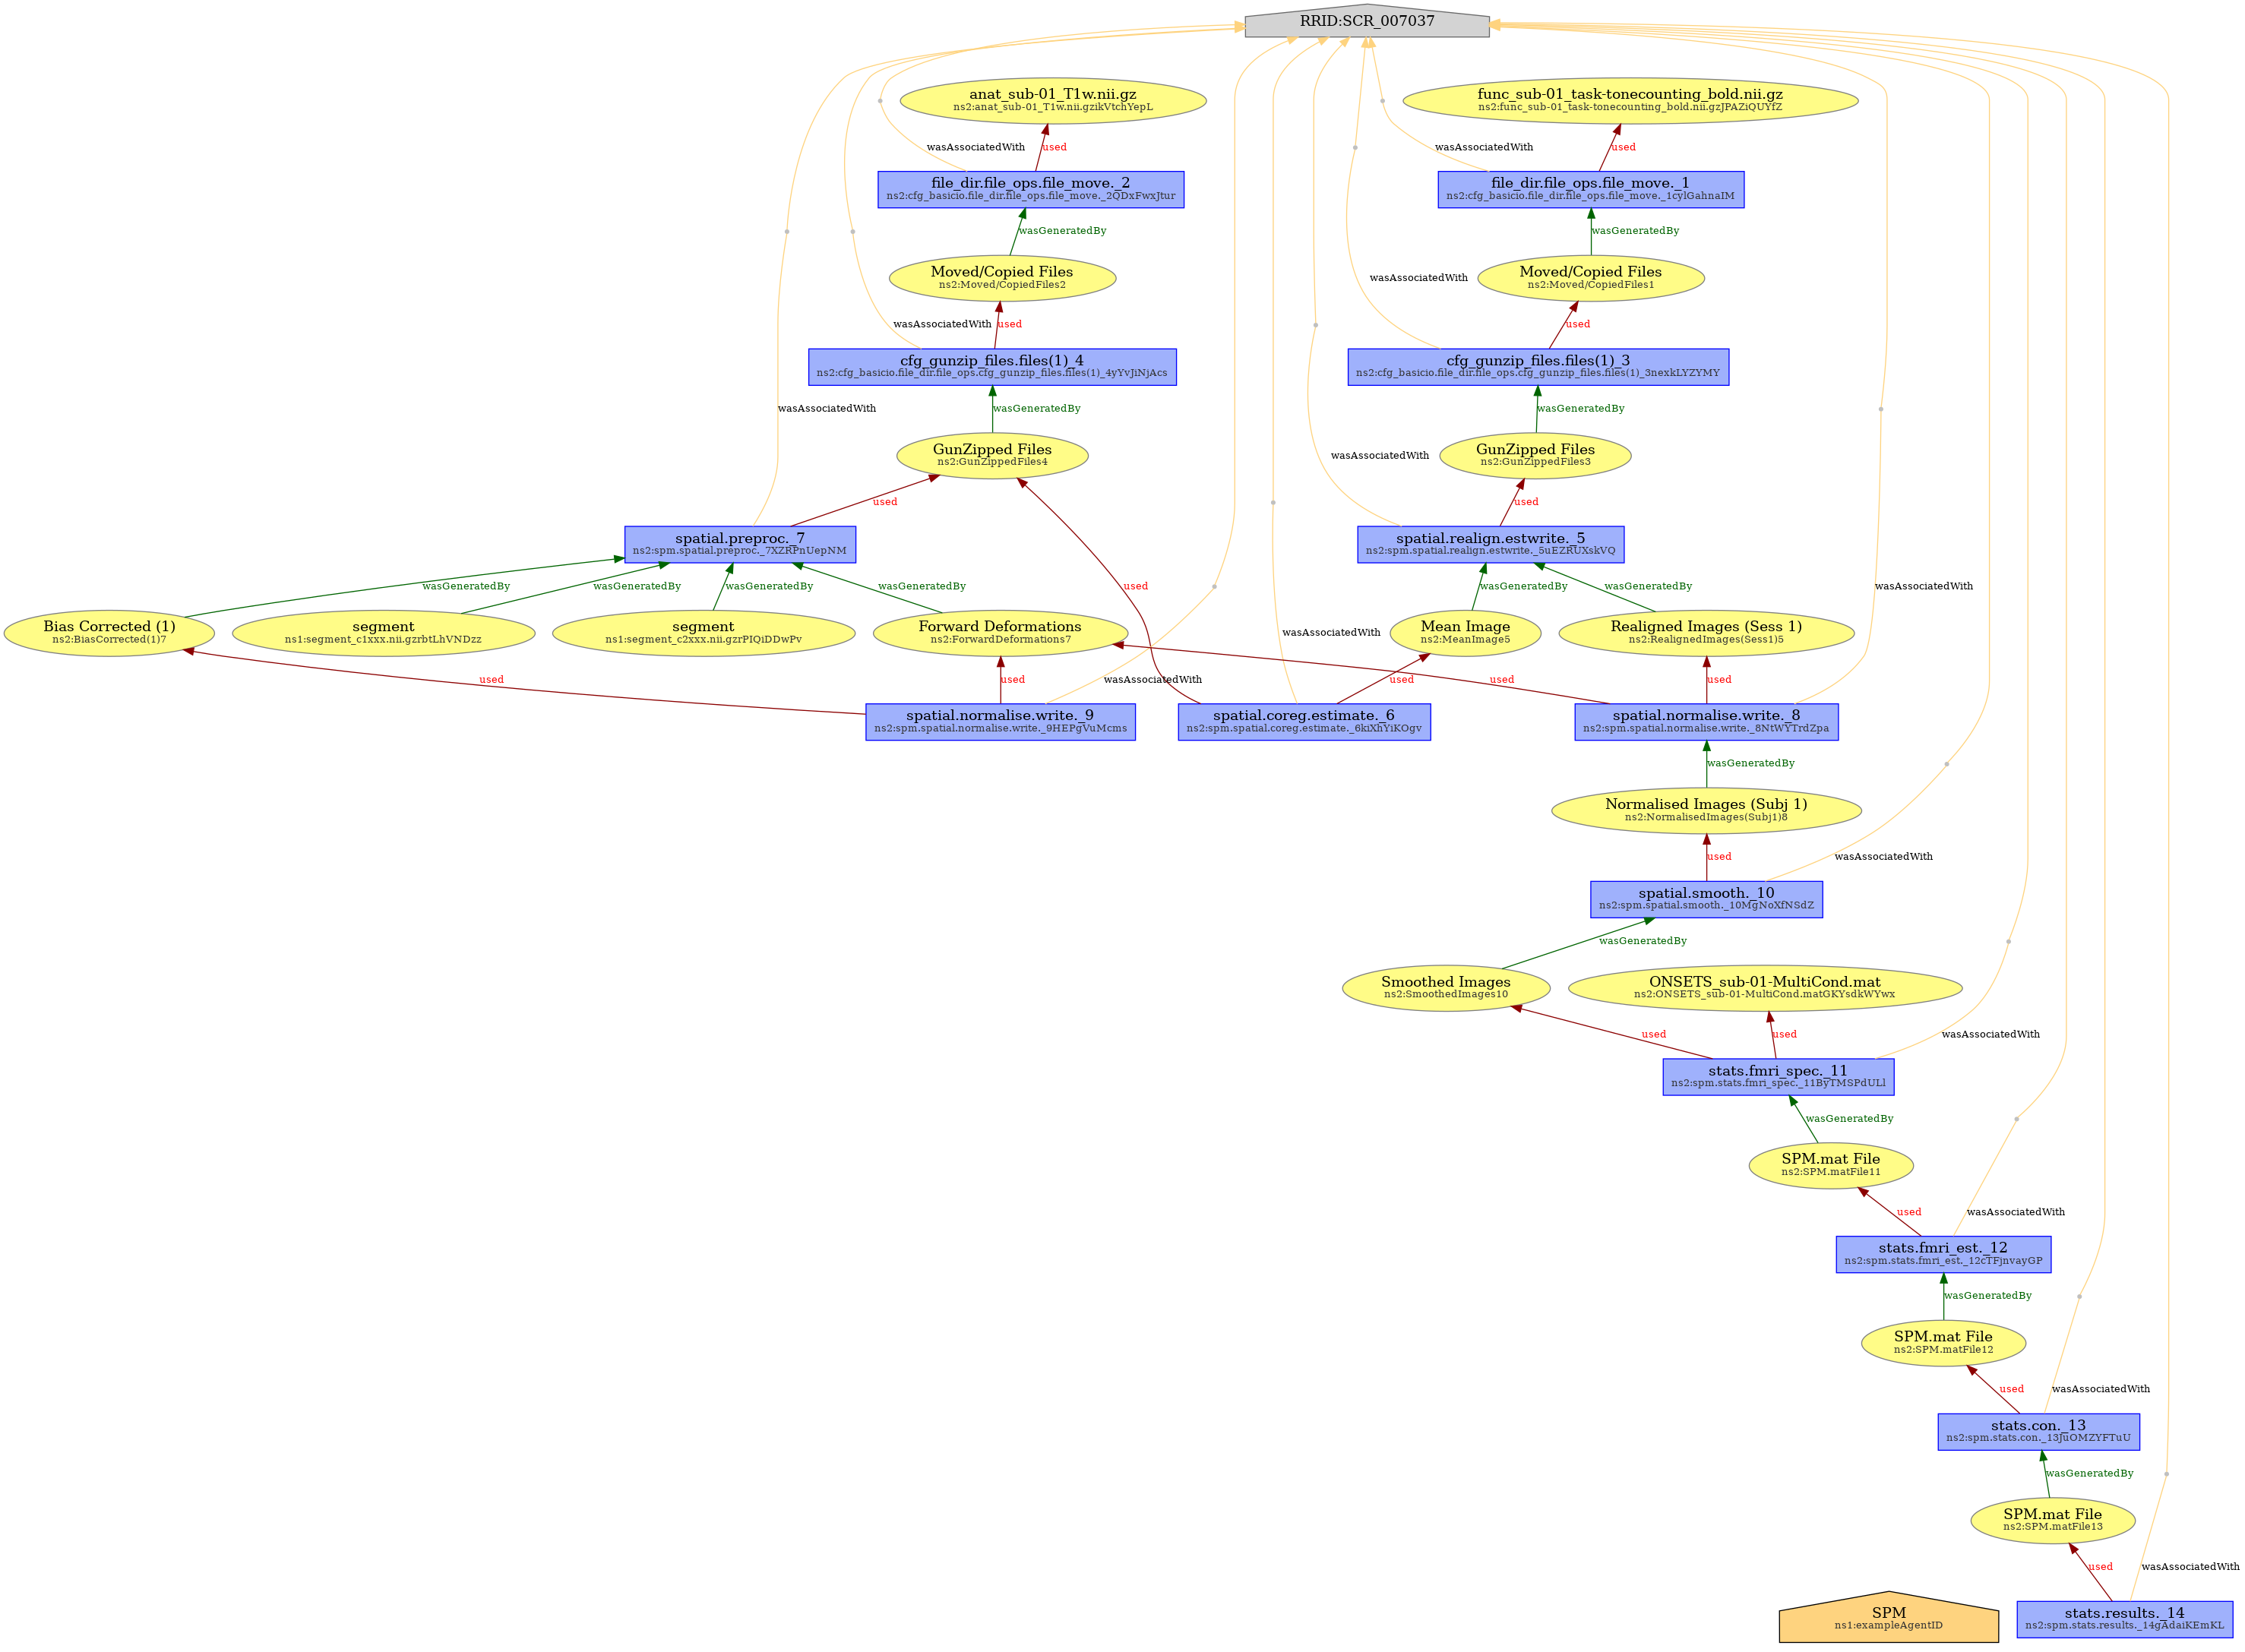 RRID:SCR_007037
anat_sub-01_T1w.nii.gz
ns2:anat_sub-01_T1w.nii.gzikVtchYepL
func_sub-01_task-tonecounting_bold.nii.gz
ns2:func_sub-01_task-tonecounting_bold.nii.gzJPAZiQUYfZ
wasAssociatedWith
used
wasAssociatedWith
used
file_dir.file_ops.file_move._2
ns2:cfg_basicio.file_dir.file_ops.file_move._2QDxFwxJtur
file_dir.file_ops.file_move._1
ns2:cfg_basicio.file_dir.file_ops.file_move._1cylGahnaIM
wasGeneratedBy
wasGeneratedBy
Moved/Copied Files
ns2:Moved/CopiedFiles2
Moved/Copied Files
ns2:Moved/CopiedFiles1
wasAssociatedWith
wasAssociatedWith
used
used
cfg_gunzip_files.files(1)_4
ns2:cfg_basicio.file_dir.file_ops.cfg_gunzip_files.files(1)_4yYvJiNjAcs
cfg_gunzip_files.files(1)_3
ns2:cfg_basicio.file_dir.file_ops.cfg_gunzip_files.files(1)_3nexkLYZYMY
wasAssociatedWith
wasGeneratedBy
wasGeneratedBy
GunZipped Files
ns2:GunZippedFiles4
wasAssociatedWith
GunZipped Files
ns2:GunZippedFiles3
used
used
spatial.preproc._7
ns2:spm.spatial.preproc._7XZRPnUepNM
spatial.realign.estwrite._5
ns2:spm.spatial.realign.estwrite._5uEZRUXskVQ
wasGeneratedBy
wasGeneratedBy
wasGeneratedBy
wasGeneratedBy
used
wasGeneratedBy
wasGeneratedBy
wasAssociatedWith
Bias Corrected (1)
ns2:BiasCorrected(1)7
segment
ns1:segment_c1xxx.nii.gzrbtLhVNDzz
segment
ns1:segment_c2xxx.nii.gzrPIQiDDwPv
Forward Deformations
ns2:ForwardDeformations7
wasAssociatedWith
Mean Image
ns2:MeanImage5
Realigned Images (Sess 1)
ns2:RealignedImages(Sess1)5
used
used
wasAssociatedWith
used
used
used
spatial.normalise.write._9
ns2:spm.spatial.normalise.write._9HEPgVuMcms
spatial.coreg.estimate._6
ns2:spm.spatial.coreg.estimate._6kiXhYiKOgv
spatial.normalise.write._8
ns2:spm.spatial.normalise.write._8NtWYTrdZpa
wasGeneratedBy
Normalised Images (Subj 1)
ns2:NormalisedImages(Subj1)8
used
wasAssociatedWith
spatial.smooth._10
ns2:spm.spatial.smooth._10MgNoXfNSdZ
wasGeneratedBy
Smoothed Images
ns2:SmoothedImages10
ONSETS_sub-01-MultiCond.mat
ns2:ONSETS_sub-01-MultiCond.matGKYsdkWYwx
used
used
wasAssociatedWith
stats.fmri_spec._11
ns2:spm.stats.fmri_spec._11ByTMSPdULl
wasGeneratedBy
SPM.mat File
ns2:SPM.matFile11
used
wasAssociatedWith
stats.fmri_est._12
ns2:spm.stats.fmri_est._12cTFjnvayGP
wasGeneratedBy
SPM.mat File
ns2:SPM.matFile12
used
wasAssociatedWith
stats.con._13
ns2:spm.stats.con._13JuOMZYFTuU
wasGeneratedBy
SPM.mat File
ns2:SPM.matFile13
used
wasAssociatedWith
SPM
ns1:exampleAgentID
stats.results._14
ns2:spm.stats.results._14gAdaiKEmKL